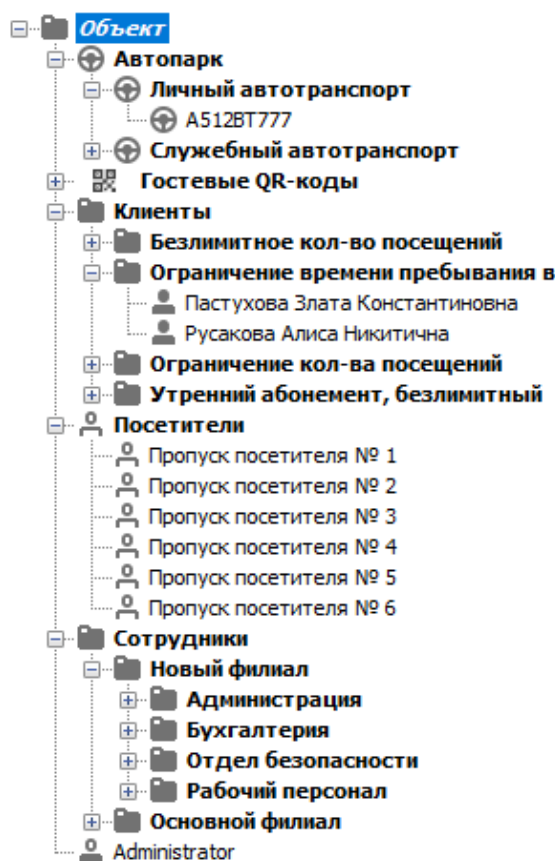 Объект
Автопарк
Личный автотранспорт
А512ВТ777
Служебный автотранспорт
Гостевые QR-коды
Клиенты
Безлимитное кол-во посещений
Ограничение времени пребывания в
Пастухова Злата Константиновна
Русакова Алиса Никитична
Ограничение кол-ва посещений
Утренний абонемент, безлимитный
Посетители
Пропуск посетителя № 1
Пропуск посетителя № 2
Пропуск посетителя № 3
Пропуск посетителя № 4
Пропуск посетителя № 5
Пропуск посетителя № 6
Сотрудники
Новый филиал
Администрация
Бухгалтерия
Отдел безопасности
Рабочий персонал
Основной филиал
Administrator